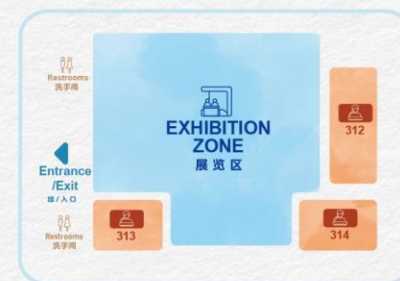 Restrooms
洗手间
EXHIBITION
ZONE
展览区
312
Entrance
/Exit
出/入口
313
314
Restrooms
洗手间